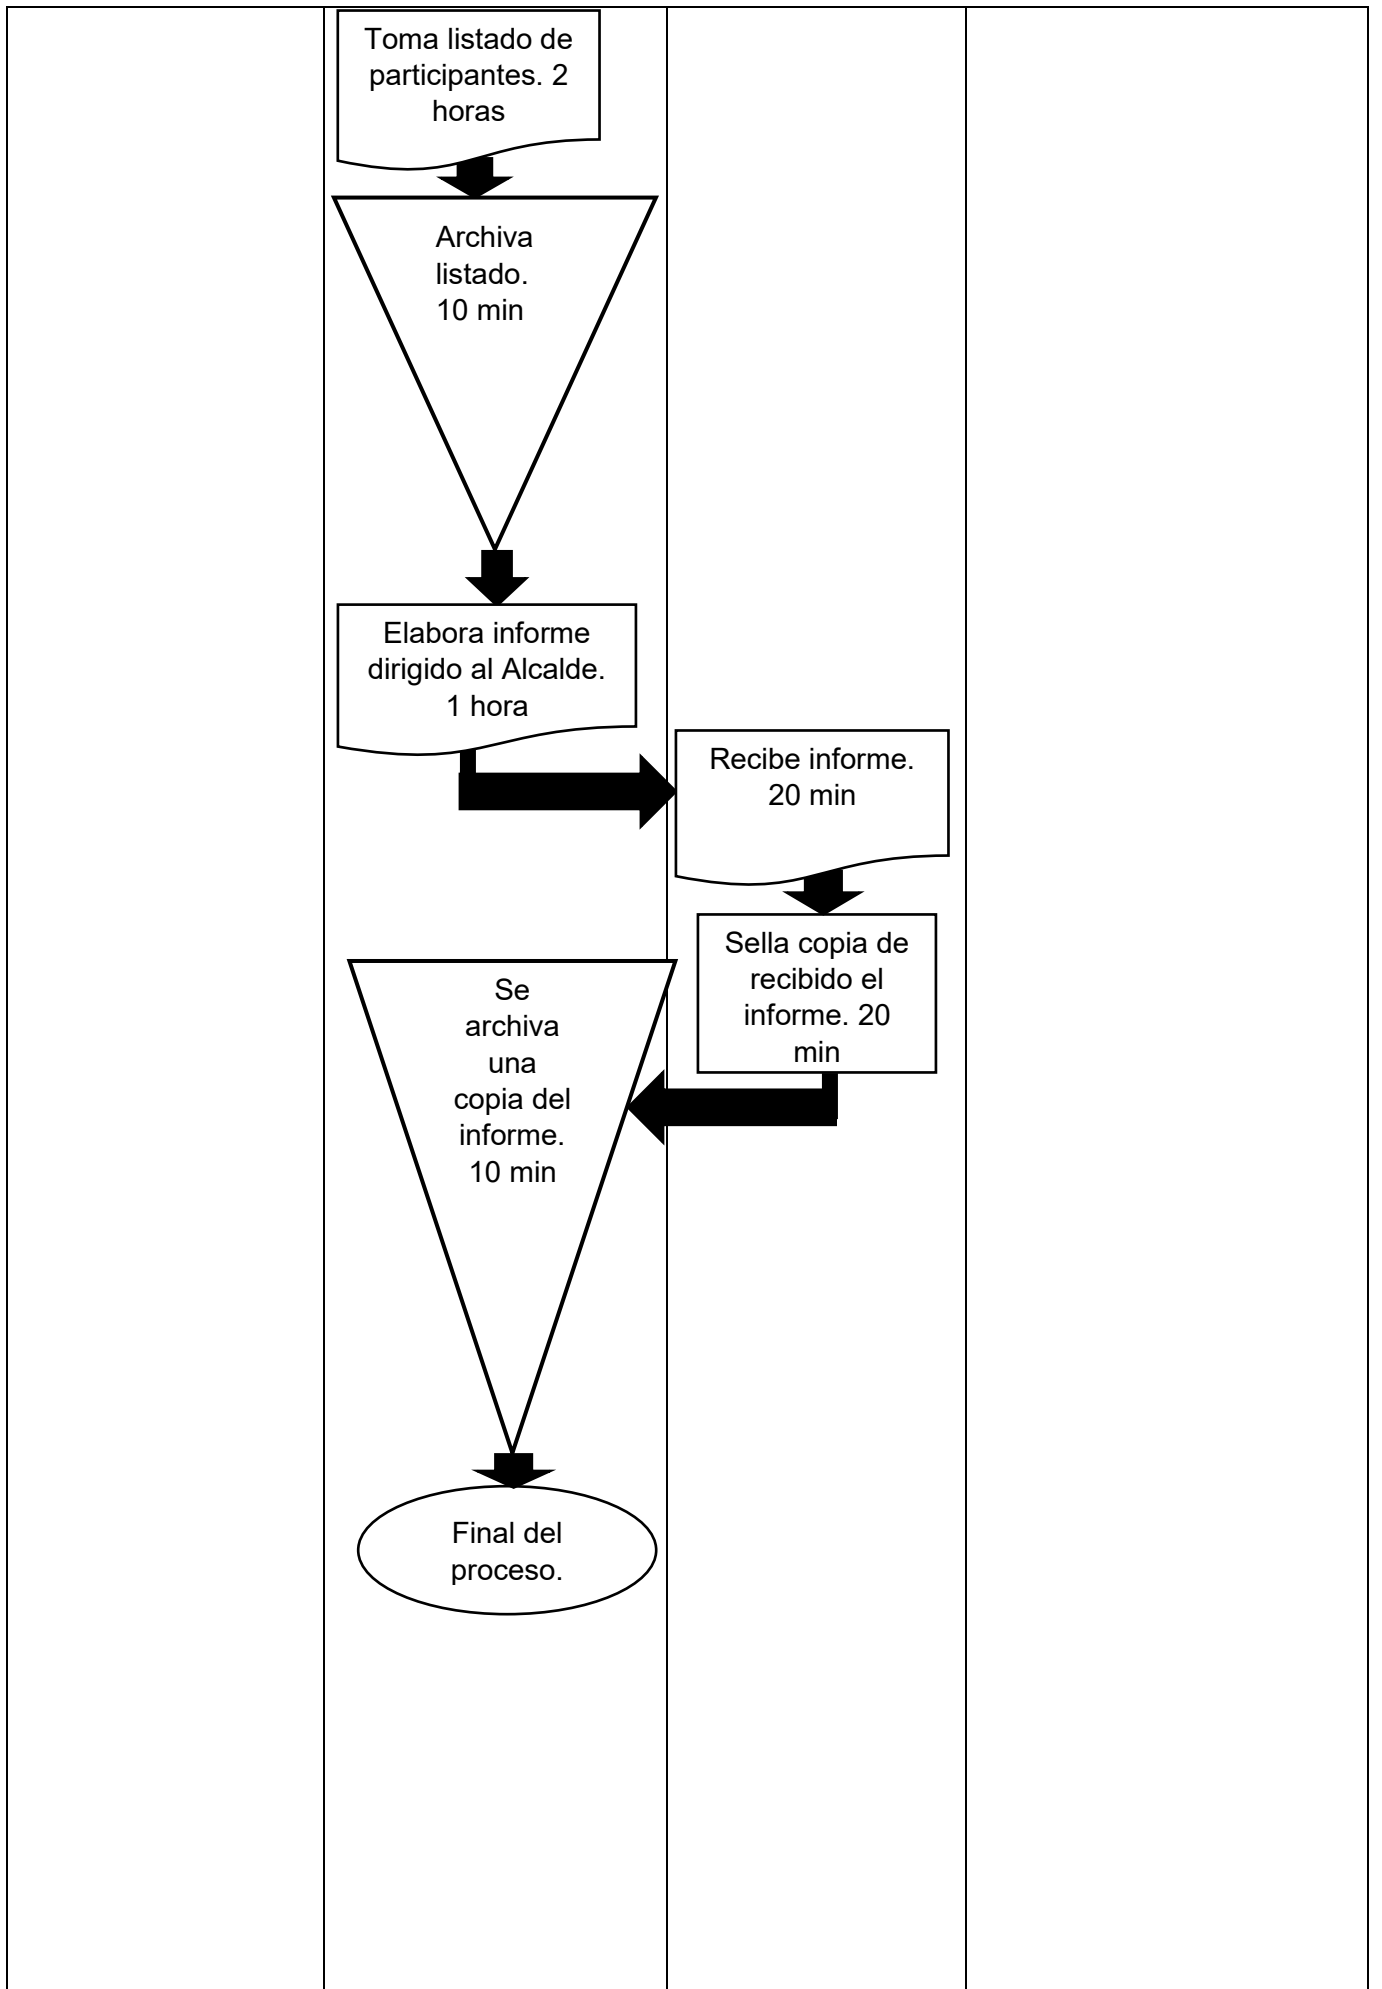 Toma listado de
participantes. 2
horas
Archiva
listado.
10 min
Elabora informe
dirigido al Alcalde.
1 hora
Recibe informe.
20 min
Sella copia de
recibido el
informe. 20
min
Se
archiva
una
copia del
informe.
10 min
Final del
proceso.